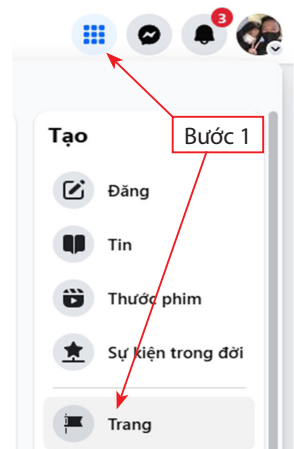 3
Tạo
Bước 1
Đăng
Tin
Thước phim
Sự kiện trong đời
Trang